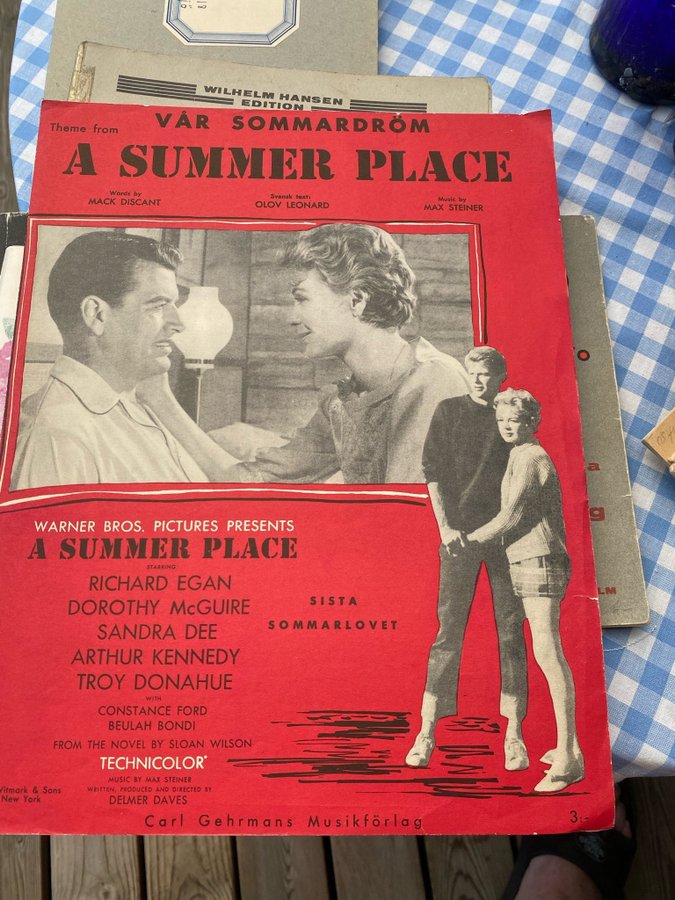 WILHELM HANSEN
EDITION
Theme from VÅR SOMMARDRÖM
A SUMMER PLACE
Words by
MACK DISCANT
Svensk text:
OLOV LEONARD
Music by
MAX STEINER
WARNER BROS. PICTURES PRESENTS
A SUMMER PLACE
STARRING
RICHARD EGAN
DOROTHY McGUIRE
SANDRA DEE
ARTHUR KENNEDY
TROY DONAHUE
WITH
CONSTANCE FORD
BEULAH BONDI
FROM THE NOVEL BY SLOAN WILSON
TECHNICOLOR
MUSIC BY MAX STEINER
WRITTEN, PRODUCED AND DIRECTED BY
DELMER DAVES
SISTA
SOMMARLOVET
Witmark & Sons
New York
Carl Gehrmans Musikförlag
3:-
o
a
g
LM